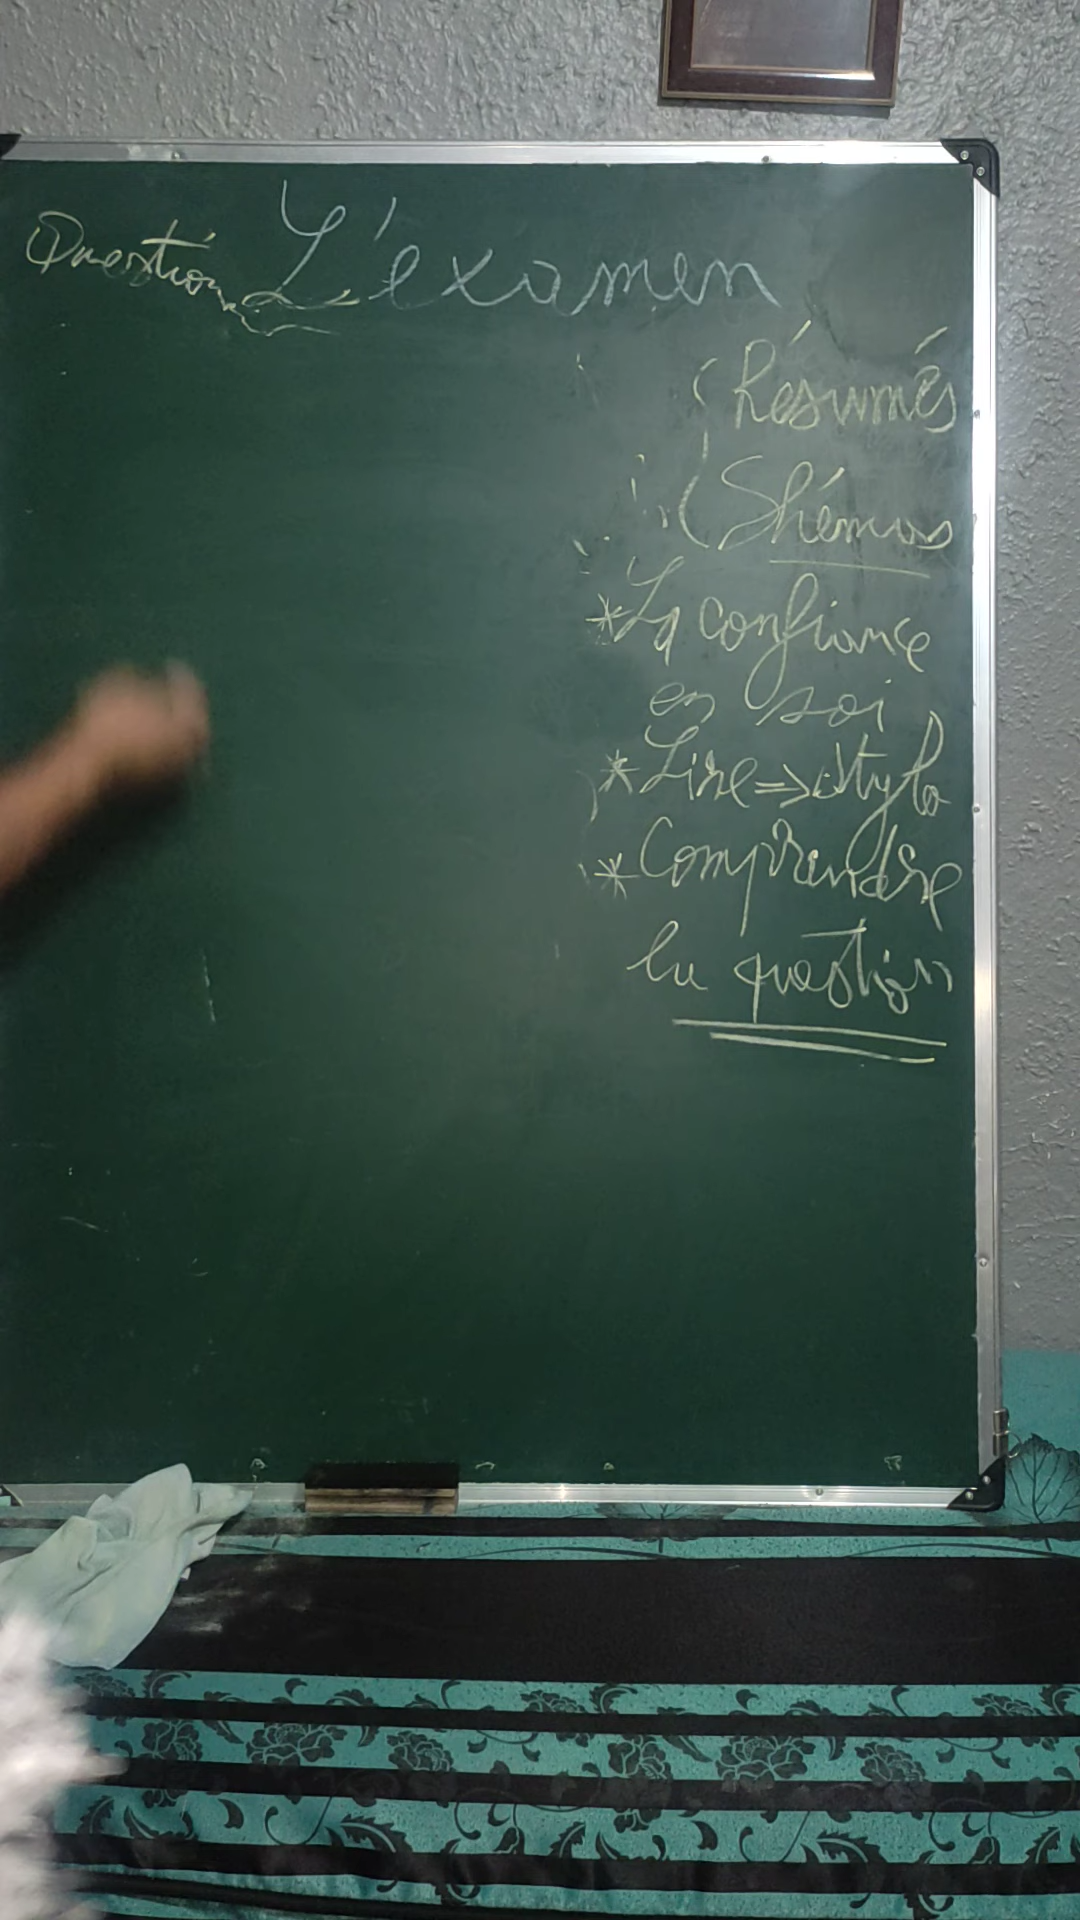 L'examen
Question
Résumés
Shémas
* La confiance
en soi
* Lire => stylo
* Comprendre
la question